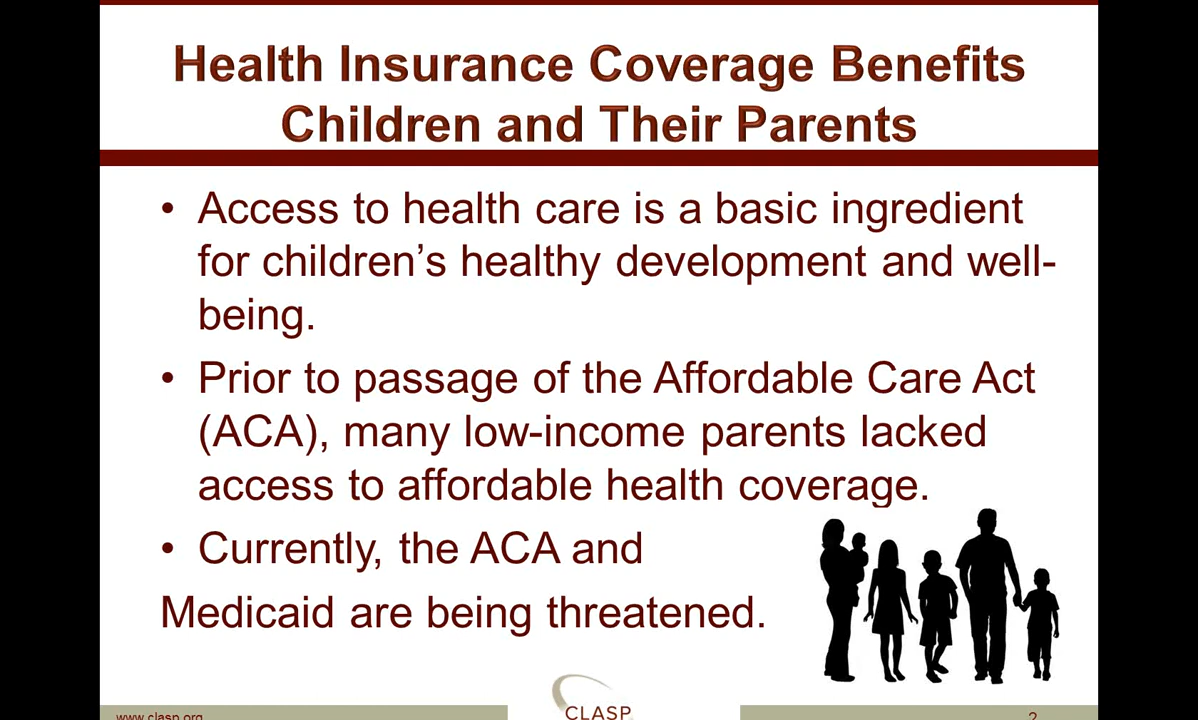 Health Insurance Coverage Benefits
Children and Their Parents
• Access to health care is a basic ingredient
for children’s healthy development and well-
being.
• Prior to passage of the Affordable Care Act
(ACA), many low-income parents lacked
access to affordable health coverage.
• Currently, the ACA and
Medicaid are being threatened.
www.clasp.org
CLASP
2